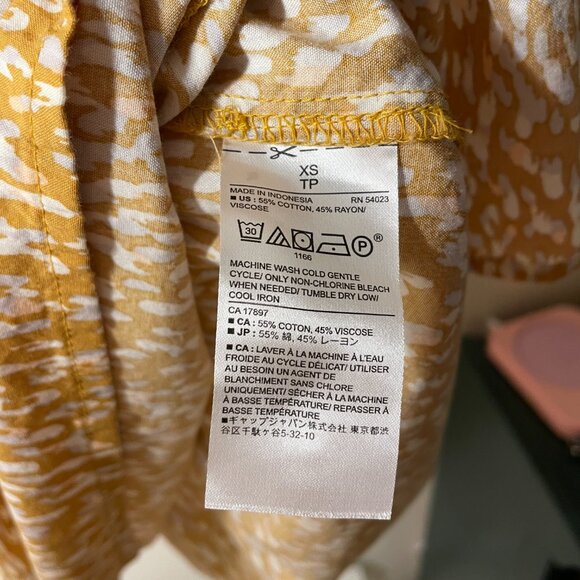 XS
TP
MADE IN INDONESIA RN 54023
■ US : 55% COTTON, 45% RAYON/
VISCOSE
30 P
1166
MACHINE WASH COLD GENTLE
CYCLE/ ONLY NON-CHLORINE BLEACH
WHEN NEEDED/ TUMBLE DRY LOW/
COOL IRON
CA 17897
■ CA : 55% COTTON, 45% VISCOSE
■ JP : 55% 綿, 45% レーヨン
■ CA : LAVER À LA MACHINE À L'EAU
FROIDE AU CYCLE DÉLICAT/ UTILISER
AU BESOIN UN AGENT DE
BLANCHIMENT SANS CHLORE
UNIQUEMENT/ SÉCHER À LA MACHINE
À BASSE TEMPÉRATURE/ REPASSER À
BASSE TEMPÉRATURE
■ギャップジャパン株式会社 東京都渋
谷区千駄ヶ谷5-32-10